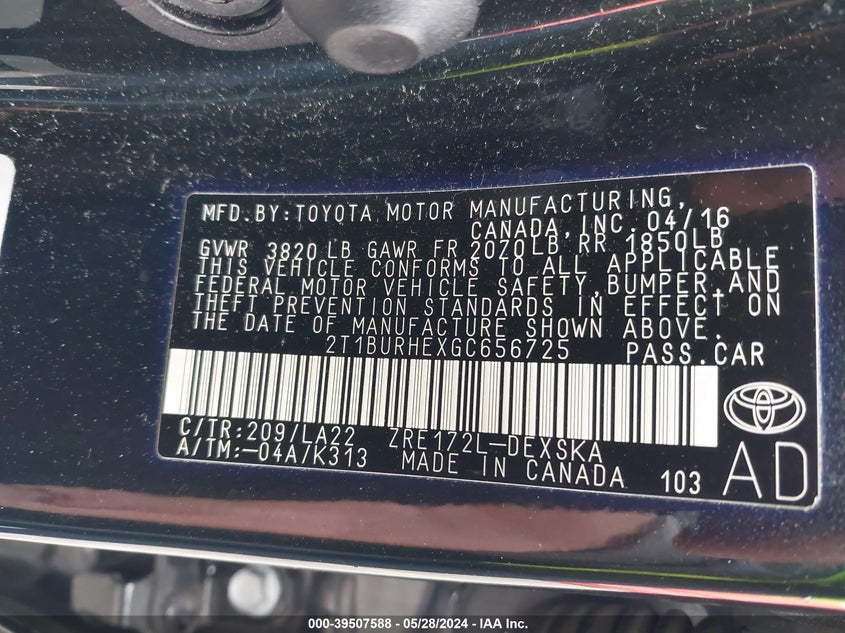 MFD.BY:TOYOTA MOTOR MANUFACTURING,
CANADA, INC. 04/16
GVWR 3820 LB GAWR FR 2070LB RR 1850LB
THIS VEHICLE CONFORMS TO ALL APPLICABLE
FEDERAL MOTOR VEHICLE SAFETY, BUMPER, AND
THEFT PREVENTION STANDARDS IN EFFECT ON
THE DATE OF MANUFACTURE SHOWN ABOVE.
2T1BURHEXGC656725 PASS.CAR
C/TR:209/LA22 ZRE172L-DEXSKA
A/TM:-04A/K313 MADE IN CANADA 103
AD
000-39507588 - 05/28/2024 - IAA Inc.